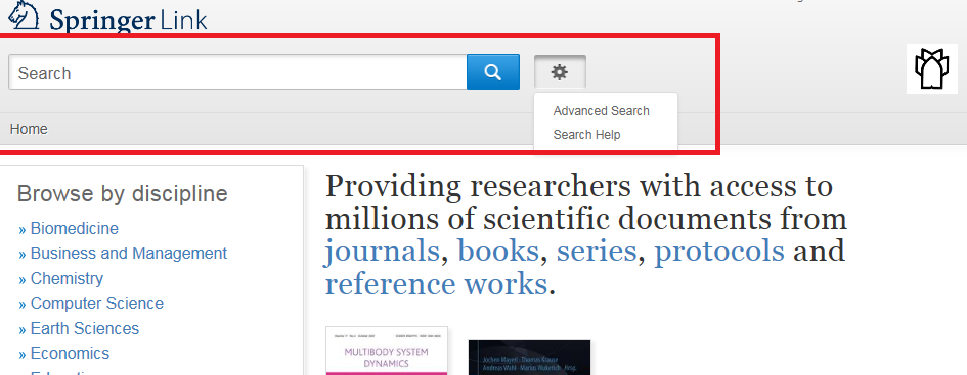 Springer Link
Search
Advanced Search
Search Help
Home
Browse by discipline
» Biomedicine
» Business and Management
» Chemistry
» Computer Science
» Earth Sciences
» Economics
Providing researchers with access to
millions of scientific documents from
journals, books, series, protocols and
reference works.
MULTIBODY SYSTEM
DYNAMICS